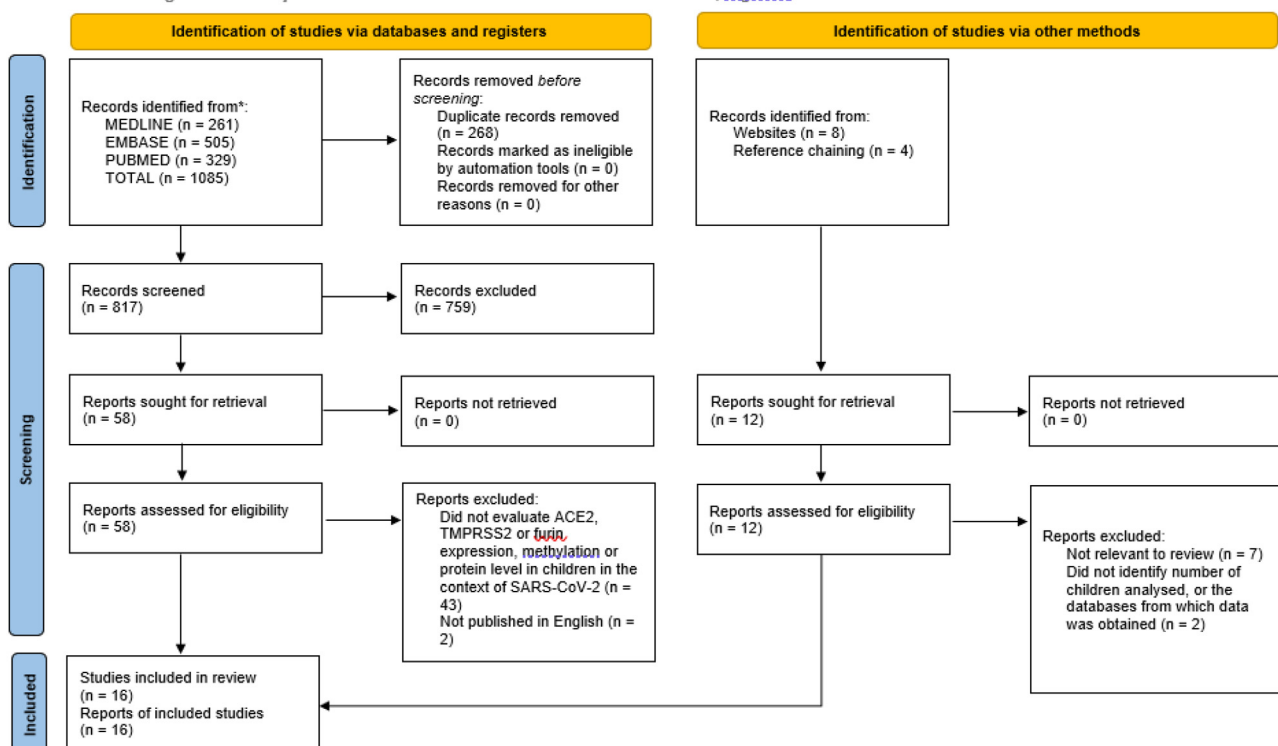 Identification of studies via databases and registers
Identification of studies via other methods
Identification
Records identified from*:
MEDLINE (n = 261)
EMBASE (n = 505)
PUBMED (n = 329)
TOTAL (n = 1085)
Records removed before
screening:
Duplicate records removed
(n = 268)
Records marked as ineligible
by automation tools (n = 0)
Records removed for other
reasons (n = 0)
Records identified from:
Websites (n = 8)
Reference chaining (n = 4)
Screening
Records screened
(n = 817)
Records excluded
(n = 759)
Reports sought for retrieval
(n = 58)
Reports not retrieved
(n = 0)
Reports sought for retrieval
(n = 12)
Reports not retrieved
(n = 0)
Reports assessed for eligibility
(n = 58)
Reports excluded:
Did not evaluate ACE2,
TMPRSS2 or furin
expression, methylation or
protein level in children in the
context of SARS-CoV-2 (n =
43)
Not published in English (n =
2)
Reports assessed for eligibility
(n = 12)
Reports excluded:
Not relevant to review (n = 7)
Did not identify number of
children analysed, or the
databases from which data
was obtained (n = 2)
Included
Studies included in review
(n = 16)
Reports of included studies
(n = 16)